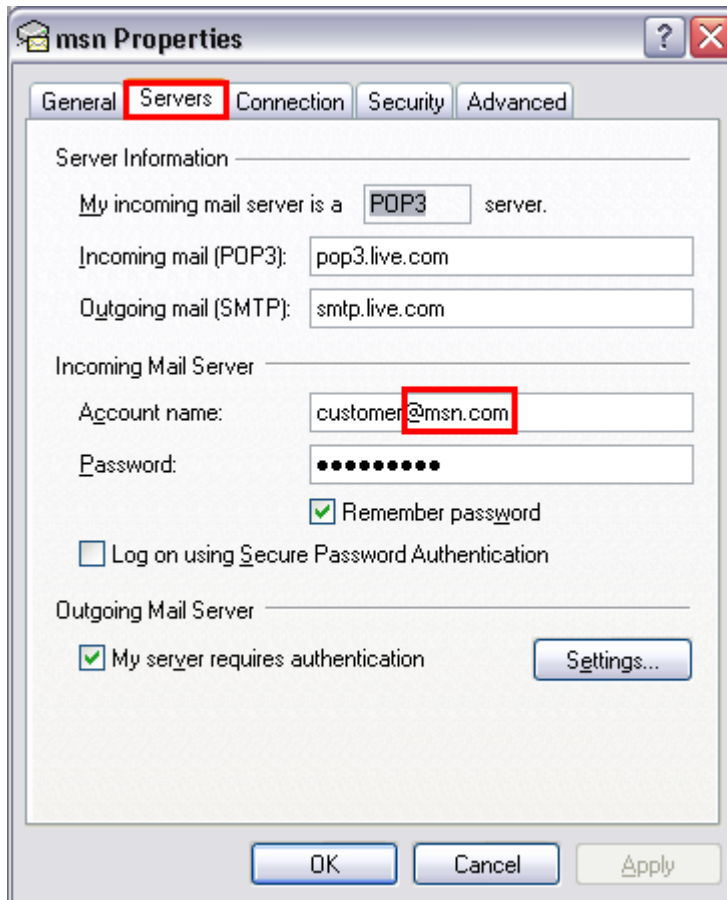 msn Properties
General Servers Connection Security Advanced
Server Information
My incoming mail server is a POP3 server.
Incoming mail (POP3): pop3.live.com
Outgoing mail (SMTP): smtp.live.com
Incoming Mail Server
Account name: customer@msn.com
Password: ●●●●●●●●●
Remember password
Log on using Secure Password Authentication
Outgoing Mail Server
My server requires authentication Settings...
OK Cancel Apply